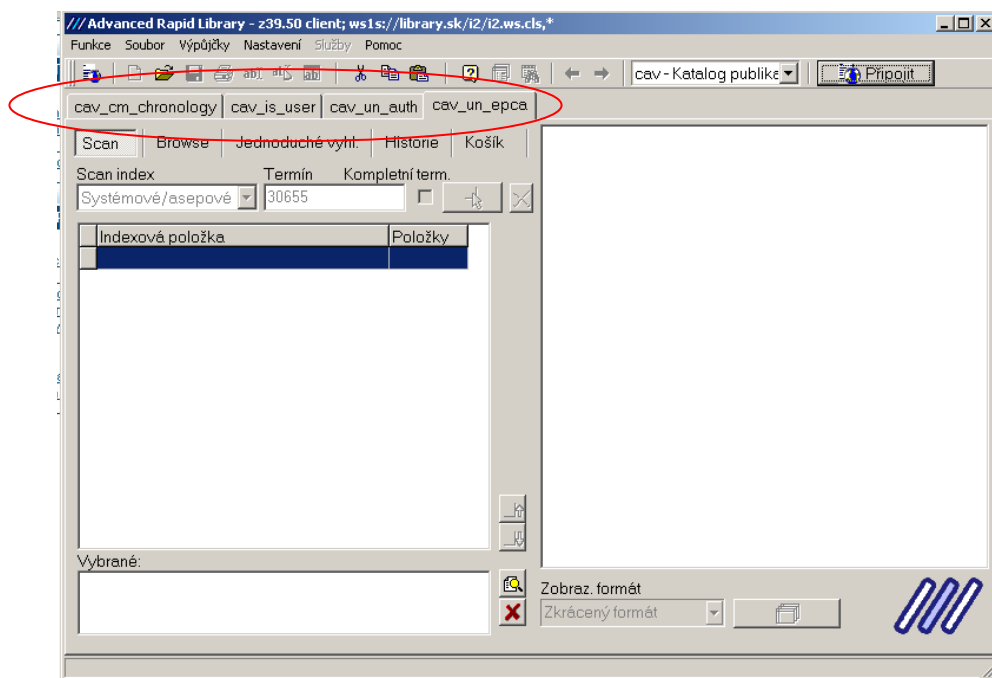 /// Advanced Rapid Library - z39.50 client; ws1s://library.sk/i2/i2.ws.cls,*
Funkce Soubor Výpůjčky Nastavení Služby Pomoc
cav - Katalog publike Připojit
cav_cm_chronology cav_is_user cav_un_auth cav_un_epca
Scan Browse Jednoduché vyhl. Historie Košík
Scan index Termín Kompletní term.
Systémové/asepové 30655
Indexová položka Položky
Vybrané:
Zobraz. formát
Zkrácený formát